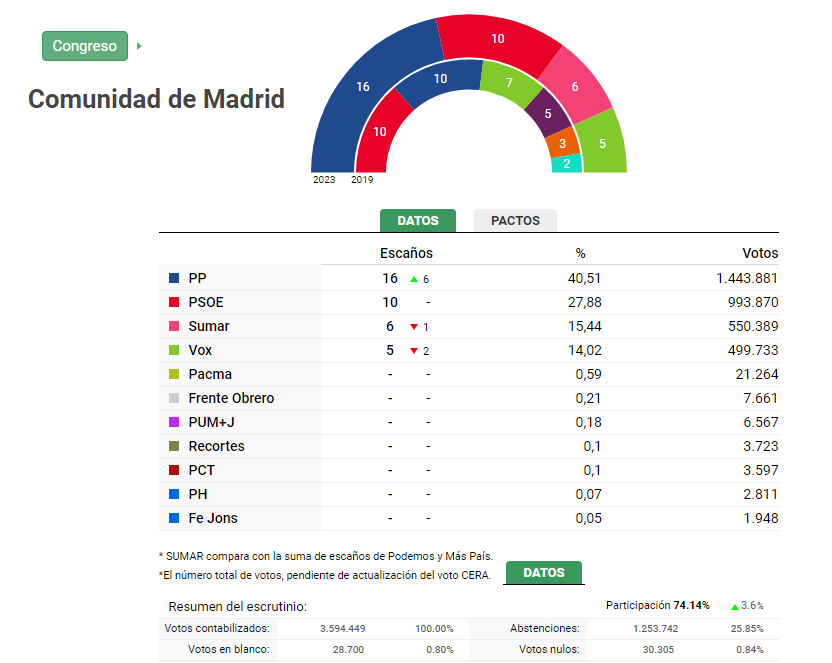 Congreso
Comunidad de Madrid
16 10 6 5
10 10 7 5 3 2
2023 2019
DATOS PACTOS
Escaños % Votos
PP 16 6 40,51 1.443.881
PSOE 10 - 27,88 993.870
Sumar 6 1 15,44 550.389
Vox 5 2 14,02 499.733
Pacma - - 0,59 21.264
Frente Obrero - - 0,21 7.661
PUM+J - - 0,18 6.567
Recortes - - 0,1 3.723
PCT - - 0,1 3.597
PH - - 0,07 2.811
Fe Jons - - 0,05 1.948
* SUMAR compara con la suma de escaños de Podemos y Más País.
*El número total de votos, pendiente de actualización del voto CERA.
DATOS
Resumen del escrutinio: Participación 74.14% 3.6%
Votos contabilizados: 3.594.449 100.00% Abstenciones: 1.253.742 25.85%
Votos en blanco: 28.700 0.80% Votos nulos: 30.305 0.84%